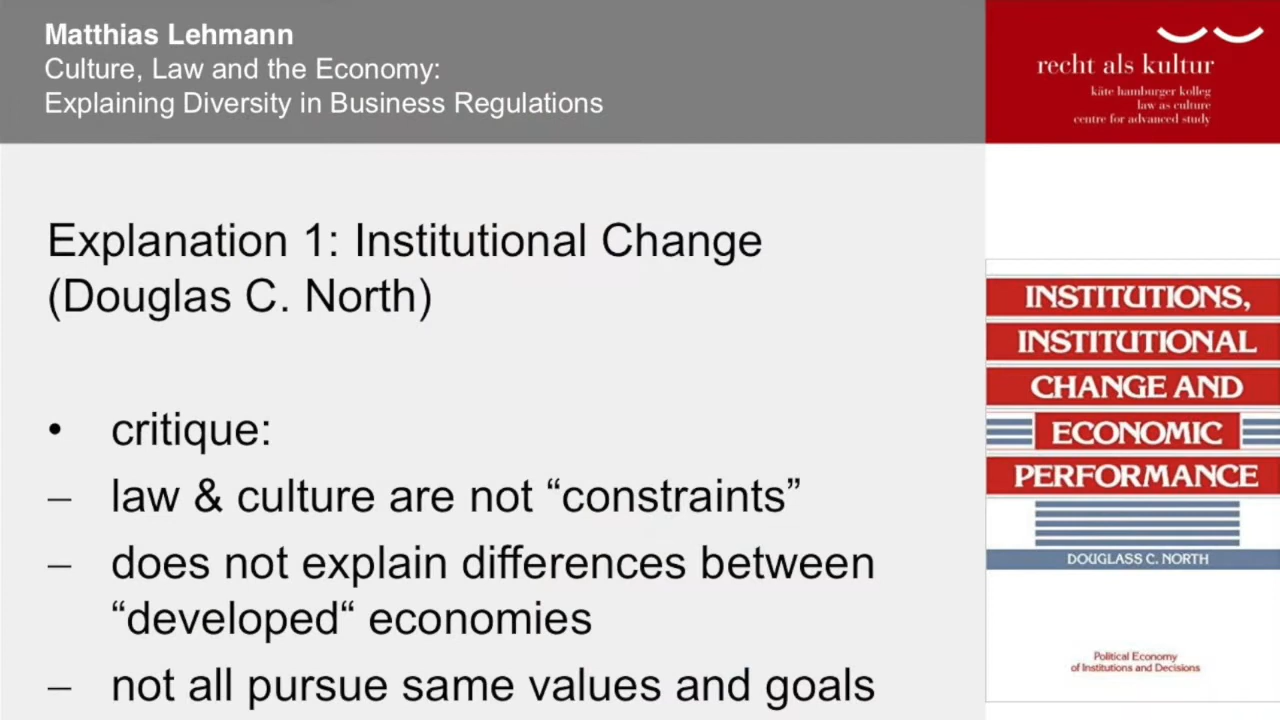 Matthias Lehmann
Culture, Law and the Economy:
Explaining Diversity in Business Regulations
recht als kultur
käte hamburger kolleg
law as culture
centre for advanced study
Explanation 1: Institutional Change
(Douglas C. North)
• critique:
– law & culture are not “constraints”
– does not explain differences between
“developed“ economies
– not all pursue same values and goals
INSTITUTIONS,
INSTITUTIONAL
CHANGE AND
ECONOMIC
PERFORMANCE
DOUGLASS C. NORTH
Political Economy
of Institutions and Decisions